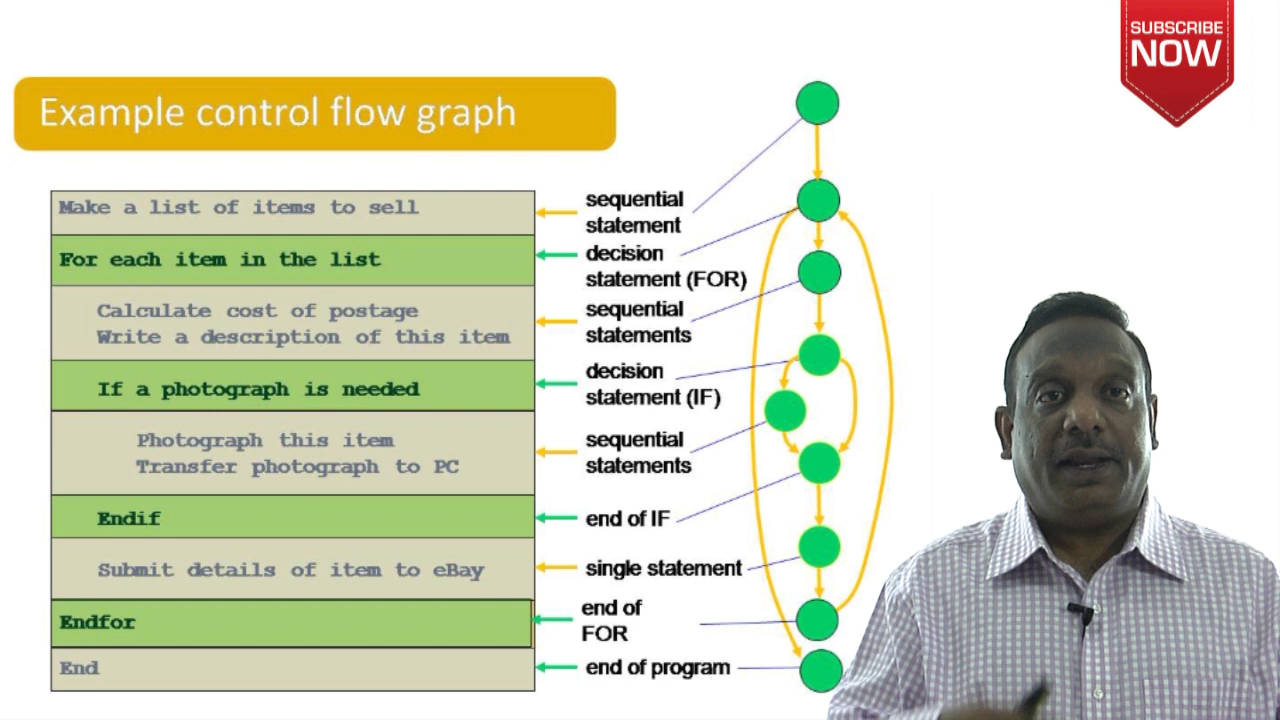 SUBSCRIBE
NOW
Example control flow graph
Make a list of items to sell
For each item in the list
Calculate cost of postage
Write a description of this item
If a photograph is needed
Photograph this item
Transfer photograph to PC
Endif
Submit details of item to eBay
Endfor
End
sequential
statement
decision
statement (FOR)
sequential
statements
decision
statement (IF)
sequential
statements
end of IF
single statement
end of
FOR
end of program